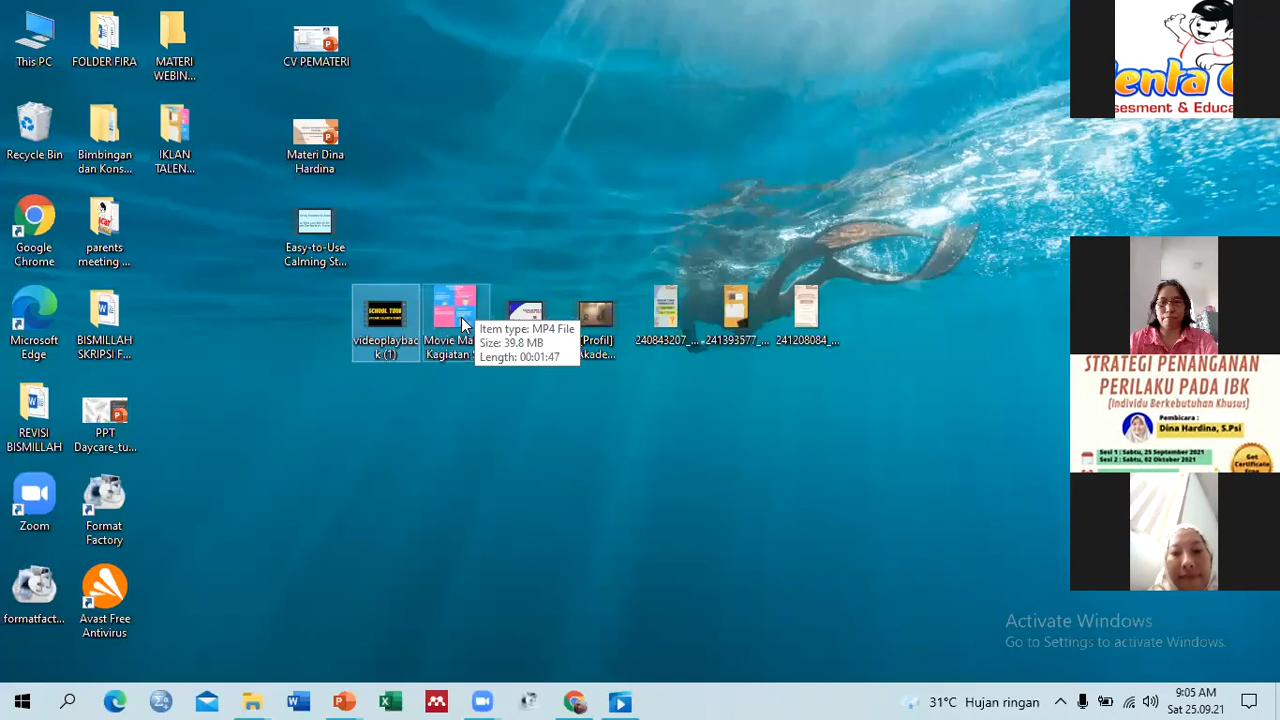 This PC
FOLDER FIRA
MATERI
WEBIN...
CV PEMATERI
Recycle Bin
Bimbingan
dan Kons...
IKLAN
TALEN...
Materi Dina
Hardina
Google
Chrome
parents
meeting ...
Easy-to-Use
Calming St...
Microsoft
Edge
BISMILLAH
SKRIPSI F...
SCHOOL TOUR
videoplaybac
k (1)
Movie Ma
Kagiatan
[Profil]
Akade...
240843207_...
241393577_...
241208084_...
Item type: MP4 File
Size: 39.8 MB
Length: 00:01:47
REVISI
BISMILLAH
PPT
Daycare_tu...
Zoom
Format
Factory
formatfact...
Avast Free
Antivirus
enta
sesment & Educa
STRATEGI PENANGANAN
PERILAKU PADA IBK
(Individu Berkebutuhan Khusus)
Pembicara :
Dina Hardina, S.Psi
Sesi 1 : Sabtu, 25 September 2021
Sesi 2 : Sabtu, 02 Oktober 2021
Get
Certificate
Free
Activate Windows
Go to Settings to activate Windows.
31°C Hujan ringan
9:05 AM
Sat 25.09.21